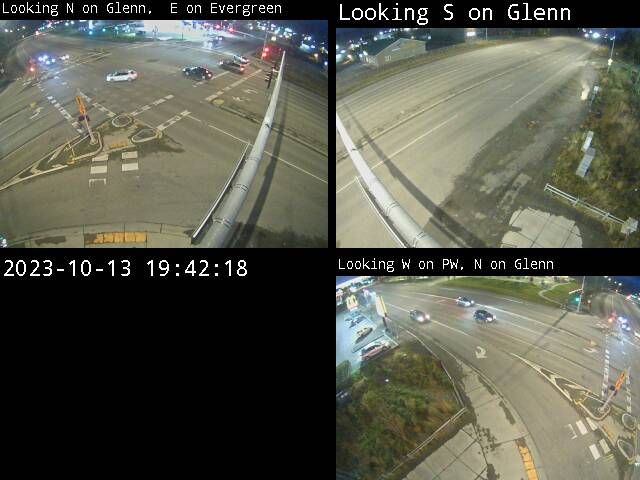 Looking N on Glenn,  E on Evergreen
Looking S on Glenn
2023-10-13 19:42:18
Looking W on PW, N on Glenn